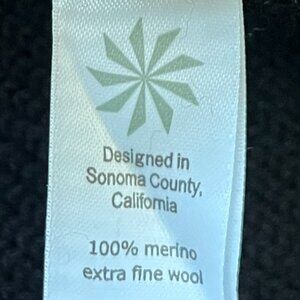 Designed in
Sonoma County,
California
100% merino
extra fine wool